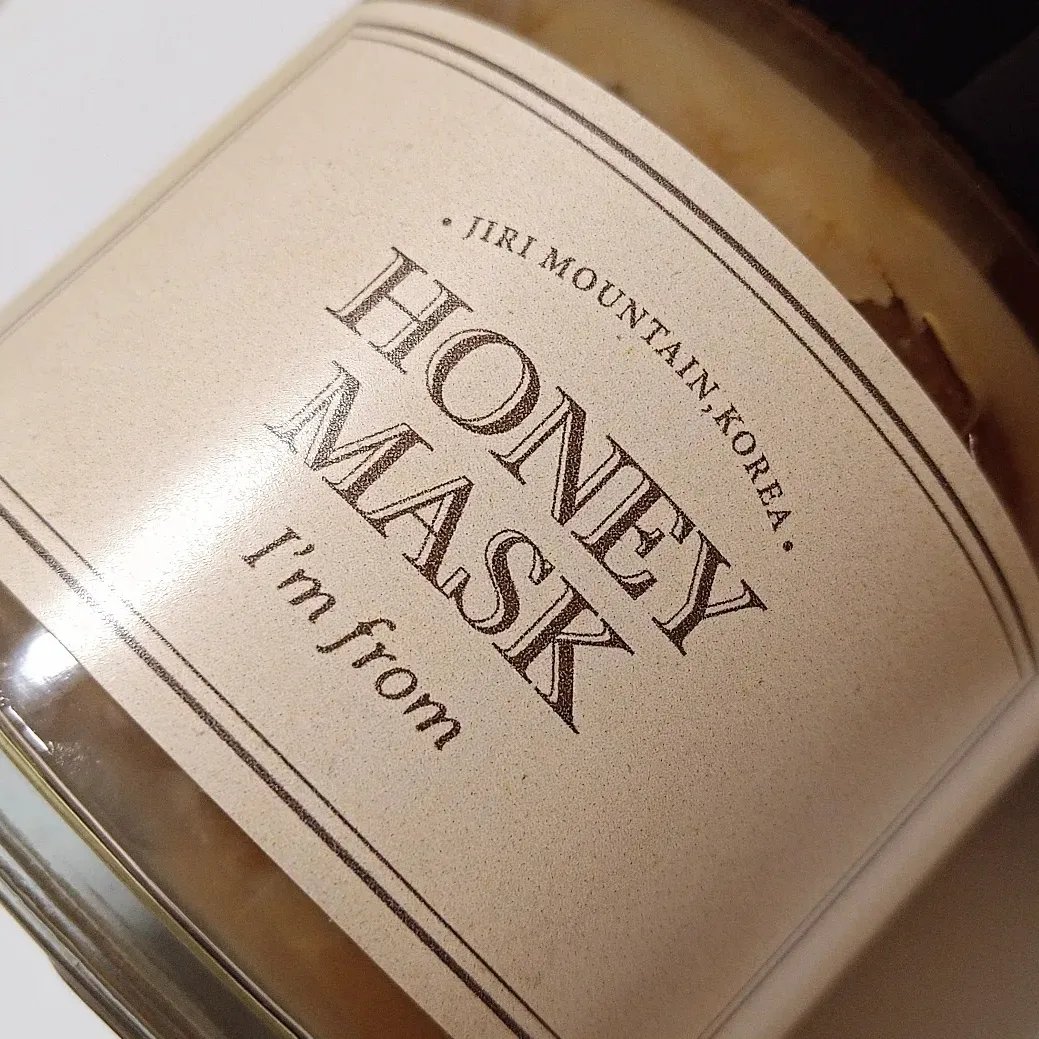 • JIRI MOUNTAIN, KOREA •
HONEY
MASK
I'm from